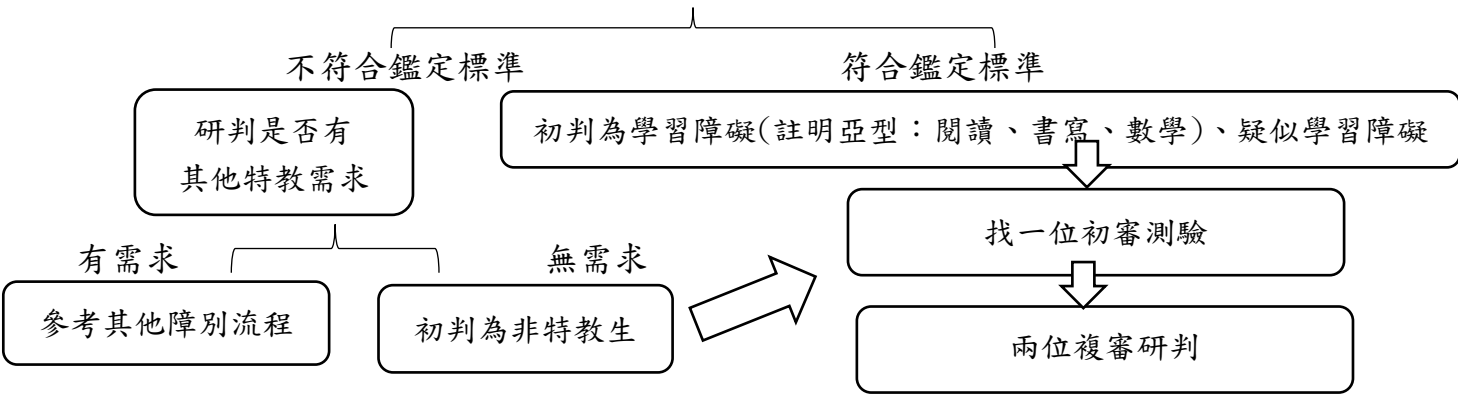 不符合鑑定標準
符合鑑定標準
研判是否有
其他特教需求
初判為學習障礙(註明亞型：閱讀、書寫、數學)、疑似學習障礙
找一位初審測驗
有需求
無需求
參考其他障別流程
初判為非特教生
兩位複審研判